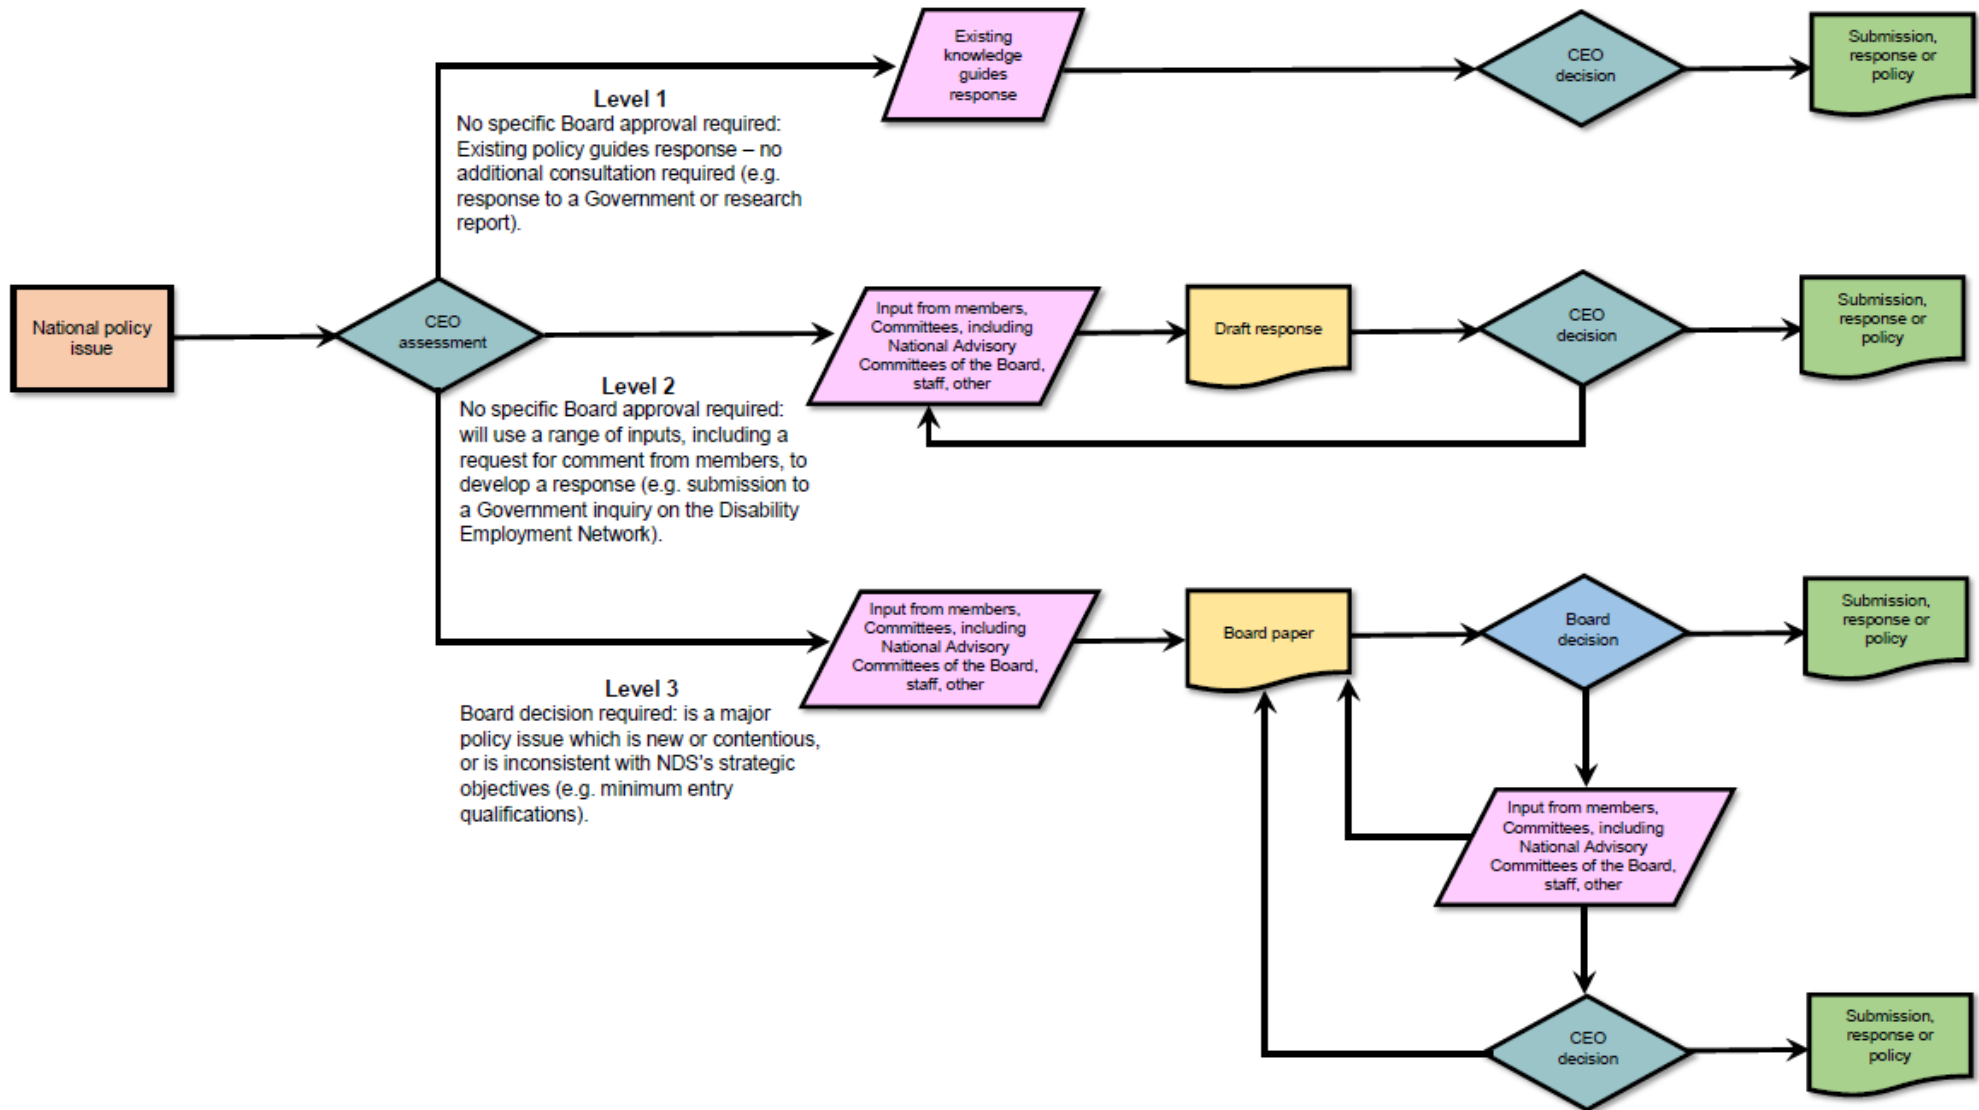 Existing
knowledge
guides
response
CEO
decision
Submission,
response or
policy
Level 1
No specific Board approval required:
Existing policy guides response – no
additional consultation required (e.g.
response to a Government or research
report).
National policy
issue
CEO
assessment
Input from members,
Committees, including
National Advisory
Committees of the Board,
staff, other
Draft response
CEO
decision
Submission,
response or
policy
Level 2
No specific Board approval required:
will use a range of inputs, including a
request for comment from members, to
develop a response (e.g. submission to
a Government inquiry on the Disability
Employment Network).
Input from members,
Committees, including
National Advisory
Committees of the Board,
staff, other
Board paper
Board
decision
Submission,
response or
policy
Level 3
Board decision required: is a major
policy issue which is new or contentious,
or is inconsistent with NDS's strategic
objectives (e.g. minimum entry
qualifications).
Input from members,
Committees, including
National Advisory
Committees of the Board,
staff, other
CEO
decision
Submission,
response or
policy